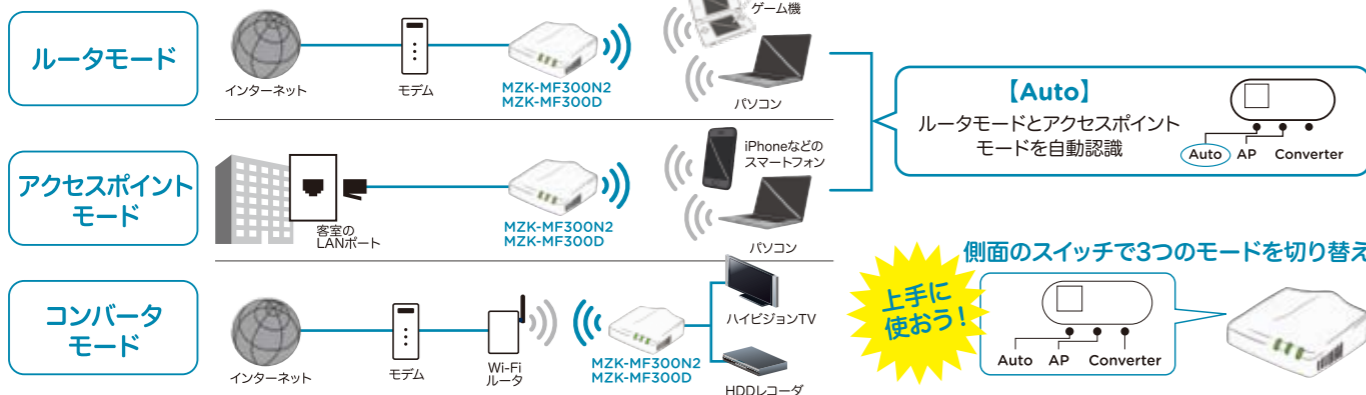 ルータモード
インターネット
モデム
MZK-MF300N2
MZK-MF300D
ゲーム機
パソコン
【Auto】
ルータモードとアクセスポイント
モードを自動認識
Auto AP Converter
アクセスポイント
モード
客室の
LANポート
MZK-MF300N2
MZK-MF300D
iPhoneなどの
スマートフォン
パソコン
コンバータ
モード
インターネット
モデム
Wi-Fi
ルータ
MZK-MF300N2
MZK-MF300D
ハイビジョンTV
HDDレコーダ
上手に
使おう!
側面のスイッチで3つのモードを切り替え
Auto AP Converter